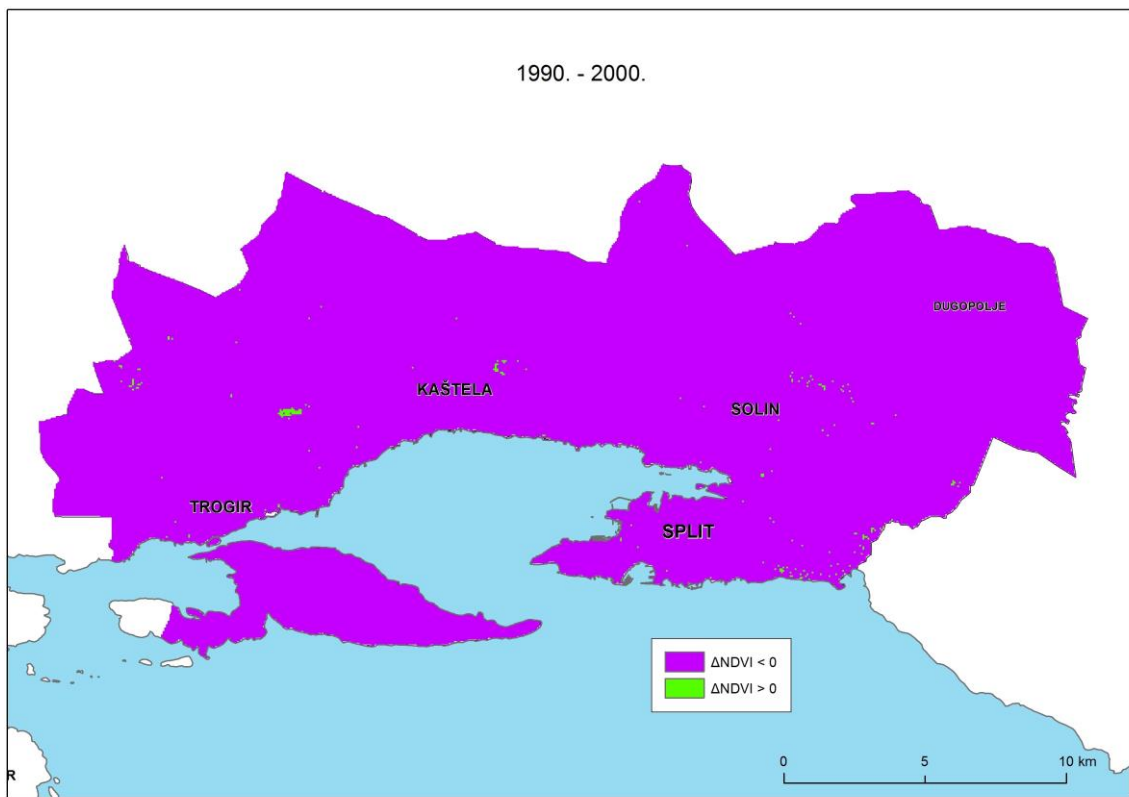 1990. - 2000.
DUGOPOLJE
KAŠTELA
SOLIN
TROGIR
SPLIT
ΔNDVI < 0
ΔNDVI > 0
0 5 10 km
R